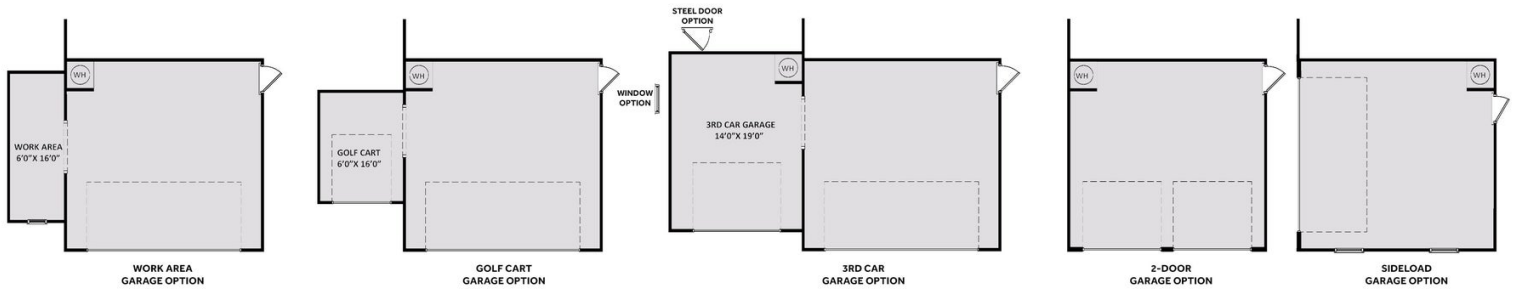 WH
WORK AREA
6'0"X 16'0"
WORK AREA
GARAGE OPTION
WH
GOLF CART
6'0"X 16'0"
GOLF CART
GARAGE OPTION
STEEL DOOR
OPTION
WINDOW
OPTION
WH
3RD CAR GARAGE
14'0"X 19'0"
3RD CAR
GARAGE OPTION
WH
2-DOOR
GARAGE OPTION
WH
SIDELOAD
GARAGE OPTION